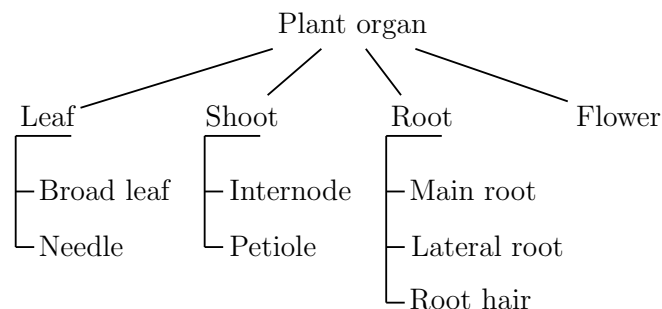 Plant organ
Leaf Shoot Root Flower
Broad leaf Internode Main root
Needle Petiole Lateral root
Root hair